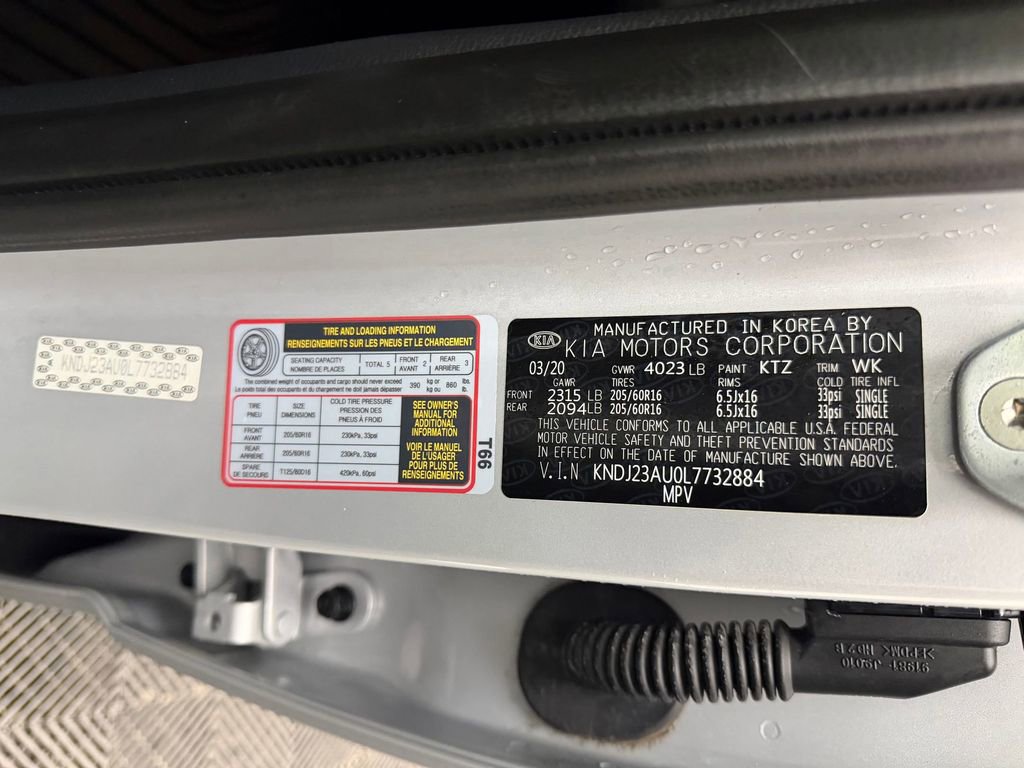 KNDJ23AU0L7732884
TIRE AND LOADING INFORMATION
RENSEIGNEMENTS SUR LES PNEUS ET LE CHARGEMENT
SEATING CAPACITY
NOMBRE DE PLACES
TOTAL 5
FRONT
AVANT 2
REAR
ARRIÈRE 3
The combined weight of occupants and cargo should never exceed
Le poids total des occupants et du chargement ne doit jamais dépasser
390 kg or kg ou 860 lbs. lb.
TIRE
PNEU
SIZE
DIMENSIONS
COLD TIRE PRESSURE
PRESSION DES
PNEUS À FROID
FRONT
AVANT
205/60R16
230kPa, 33psi
REAR
ARRIÈRE
205/60R16
230kPa, 33psi
SPARE
DE SECOURS
T125/80D16
420kPa, 60psi
SEE OWNER'S
MANUAL FOR
ADDITIONAL
INFORMATION
VOIR LE MANUEL
DE L'USAGER
POUR PLUS DE
RENSEIGNEMENTS
T66
KIA
MANUFACTURED IN KOREA BY
KIA MOTORS CORPORATION
03/20 GVWR 4023 LB PAINT KTZ TRIM WK
GAWR TIRES RIMS COLD TIRE INFL
FRONT 2315 LB 205/60R16 6.5Jx16 33psi SINGLE
REAR 2094 LB 205/60R16 6.5Jx16 33psi SINGLE
THIS VEHICLE CONFORMS TO ALL APPLICABLE U.S.A. FEDERAL
MOTOR VEHICLE SAFETY AND THEFT PREVENTION STANDARDS
IN EFFECT ON THE DATE OF MANUFACTURE SHOWN ABOVE.
V.I.N KNDJ23AU0L7732884
MPV